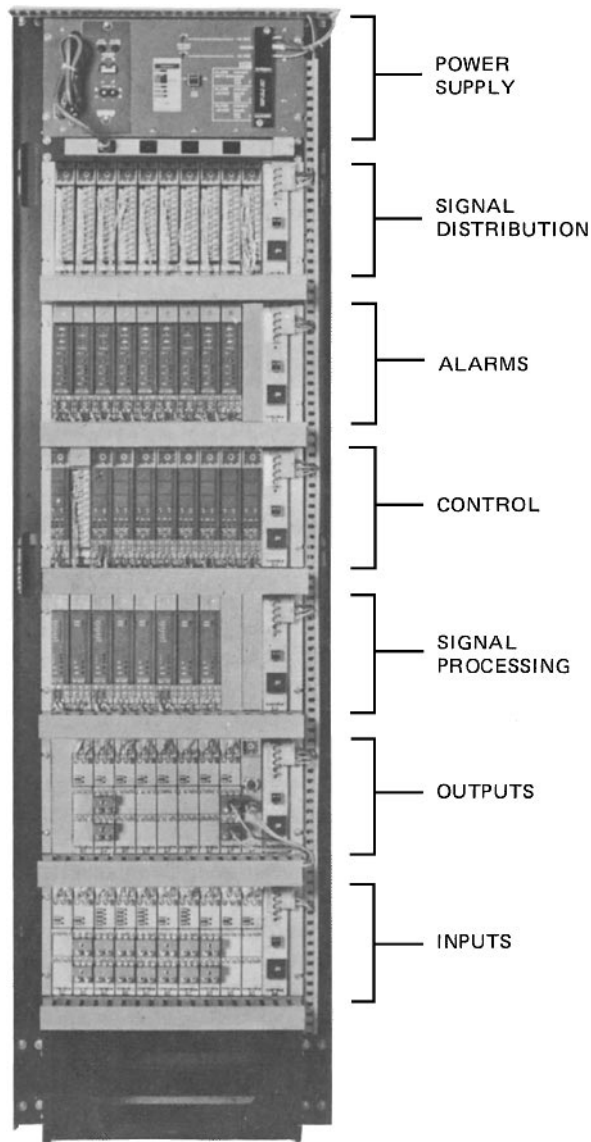 POWER
SUPPLY
SIGNAL
DISTRIBUTION
ALARMS
CONTROL
SIGNAL
PROCESSING
OUTPUTS
INPUTS